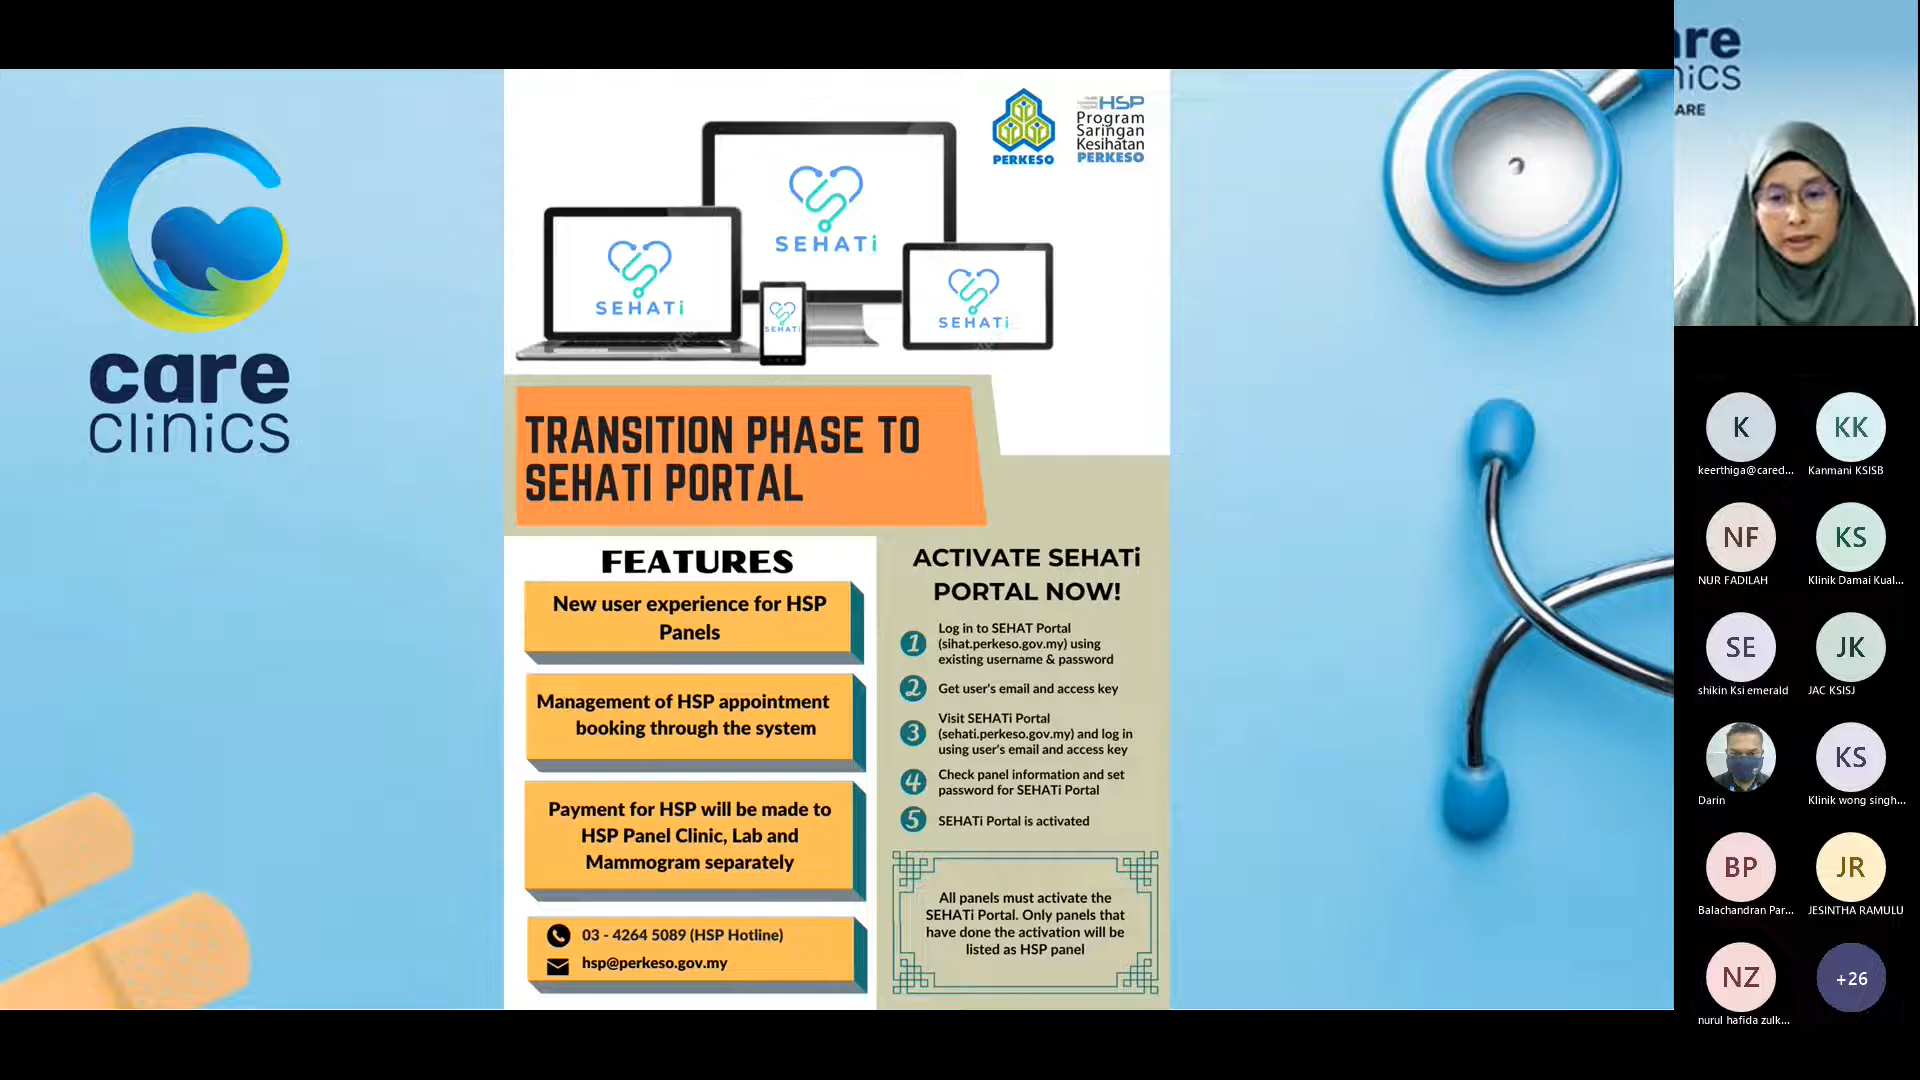 care
clinics
PERKESO
HSP
Program
Saringan
Kesihatan
PERKESO
SEHATi
SEHATi
SEHATi
SEHATi
TRANSITION PHASE TO
SEHATI PORTAL
FEATURES
New user experience for HSP
Panels
Management of HSP appointment
booking through the system
Payment for HSP will be made to
HSP Panel Clinic, Lab and
Mammogram separately
03 - 4264 5089 (HSP Hotline)
hsp@perkeso.gov.my
ACTIVATE SEHATi
PORTAL NOW!
1 Log in to SEHAT Portal
(sihat.perkeso.gov.my) using
existing username & password
2 Get user's email and access key
3 Visit SEHATi Portal
(sehati.perkeso.gov.my) and log in
using user's email and access key
4 Check panel information and set
password for SEHATi Portal
5 SEHATi Portal is activated
All panels must activate the
SEHATi Portal. Only panels that
have done the activation will be
listed as HSP panel
are
nics
ARE
K
keerthiga@cared...
KK
Kanmani KSISB
NF
NUR FADILAH
KS
Klinik Damai Kual...
SE
shikin Ksi emerald
JK
JAC KSISJ
Darin
KS
Klinik wong singh...
BP
Balachandran Par...
JR
JESINTHA RAMULU
NZ
nurul hafida zulk...
+26